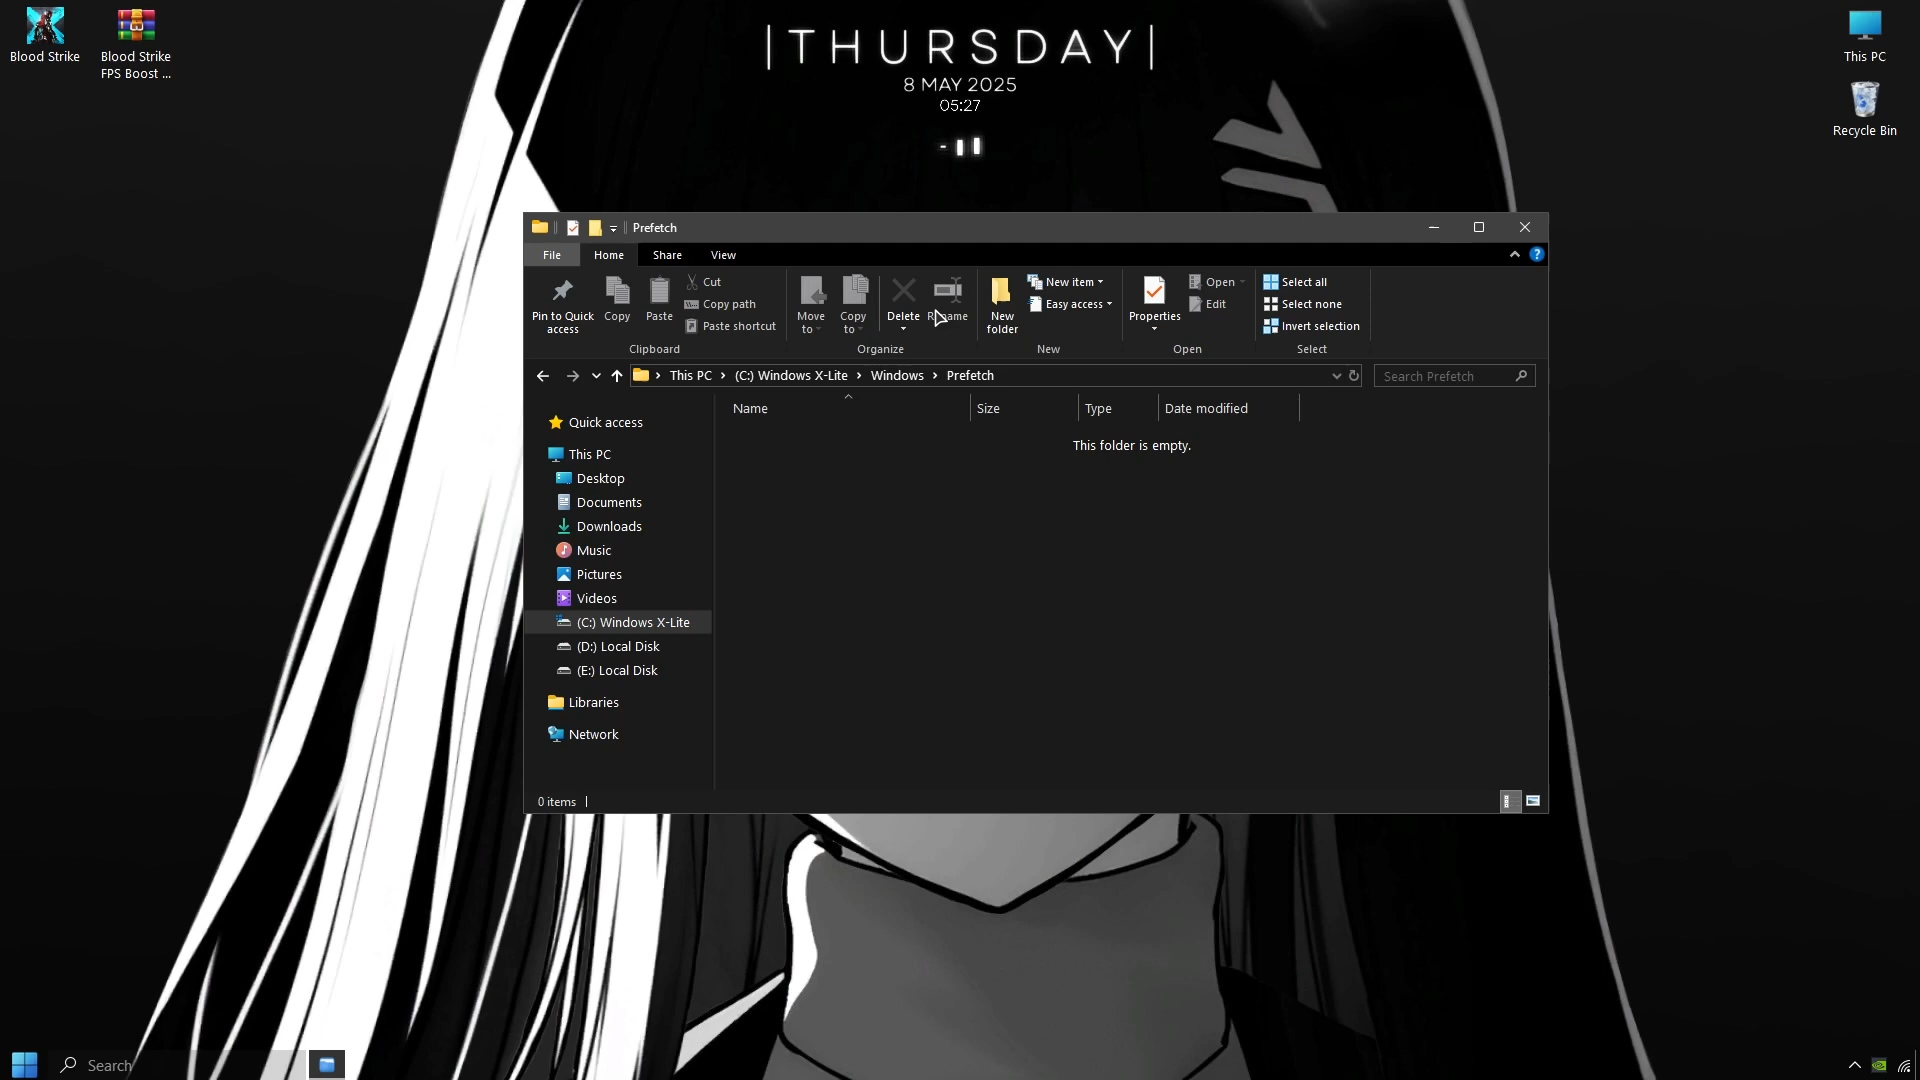 Blood Strike
Blood Strike
FPS Boost ...
|THURSDAY|
8 MAY 2025
05:27
This PC
Recycle Bin
Prefetch
File Home Share View
Pin to Quick access
Copy
Paste
Cut
Copy path
Paste shortcut
Clipboard
Move to
Copy to
Delete
Organize
New folder
New item
Easy access
New
Properties
Open
Edit
Open
Select all
Select none
Invert selection
Select
This PC > (C:) Windows X-Lite > Windows > Prefetch
Search Prefetch
Name Size Type Date modified
This folder is empty.
Quick access
This PC
Desktop
Documents
Downloads
Music
Pictures
Videos
(C:) Windows X-Lite
(D:) Local Disk
(E:) Local Disk
Libraries
Network
0 items
Search